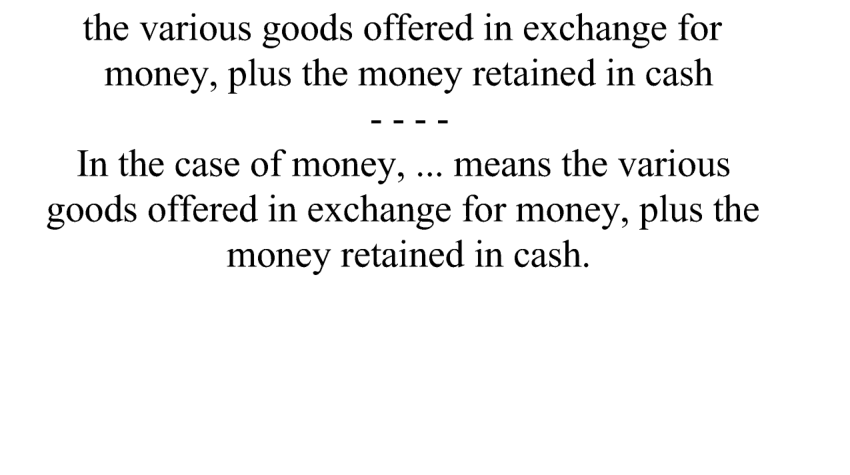 the various goods offered in exchange for
money, plus the money retained in cash
- - - -
In the case of money, ... means the various
goods offered in exchange for money, plus the
money retained in cash.